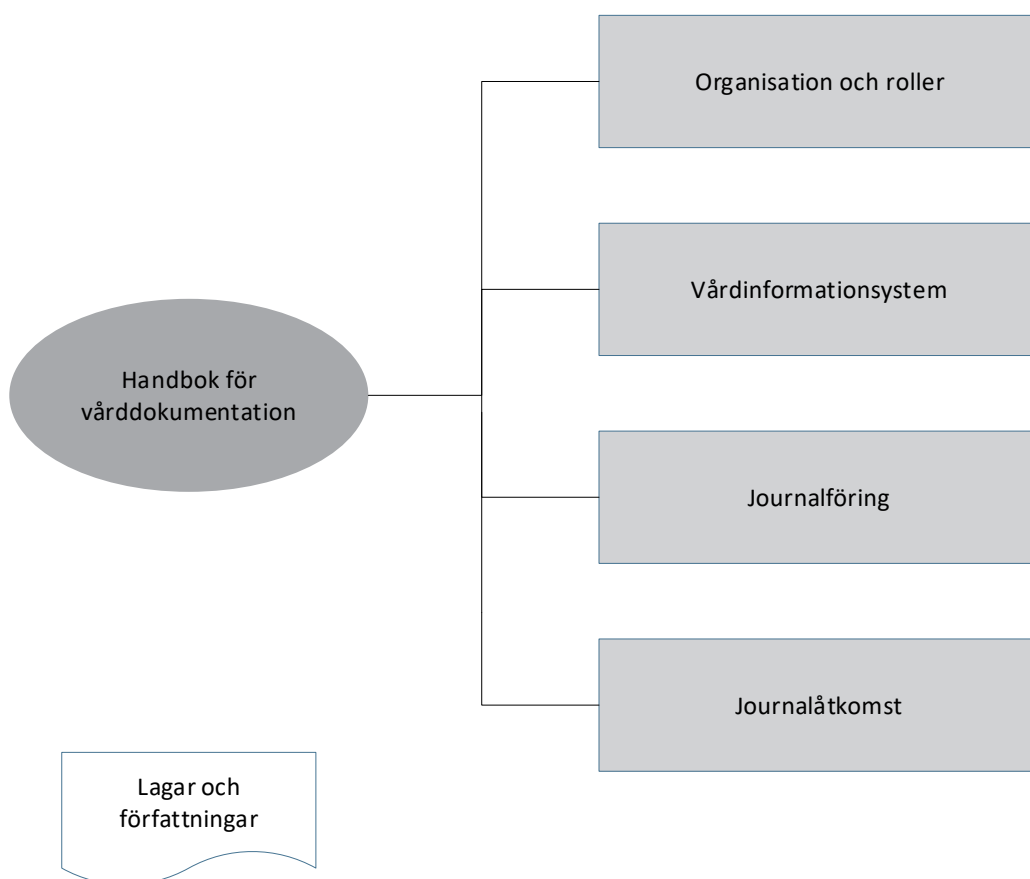 Organisation och roller
Vårdinformationsystem
Handbok för
vårddokumentation
Journalföring
Journalåtkomst
Lagar och
författningar